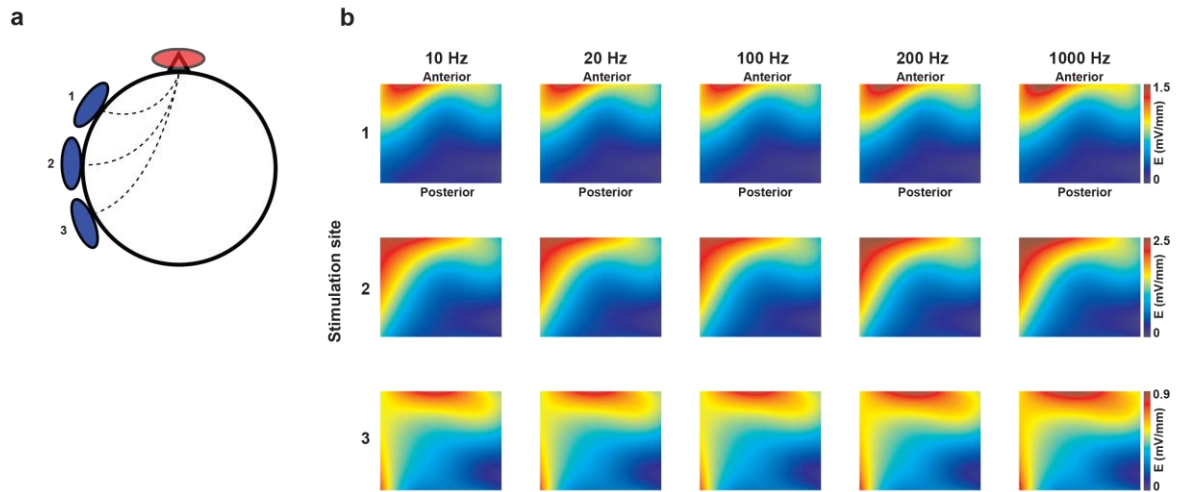 a
1
2
3
b
10 Hz 20 Hz 100 Hz 200 Hz 1000 Hz
Anterior Anterior Anterior Anterior Anterior
Stimulation site
1
1.5
E (mV/mm)
0
Posterior Posterior Posterior Posterior Posterior
2
2.5
E (mV/mm)
0
3
0.9
E (mV/mm)
0